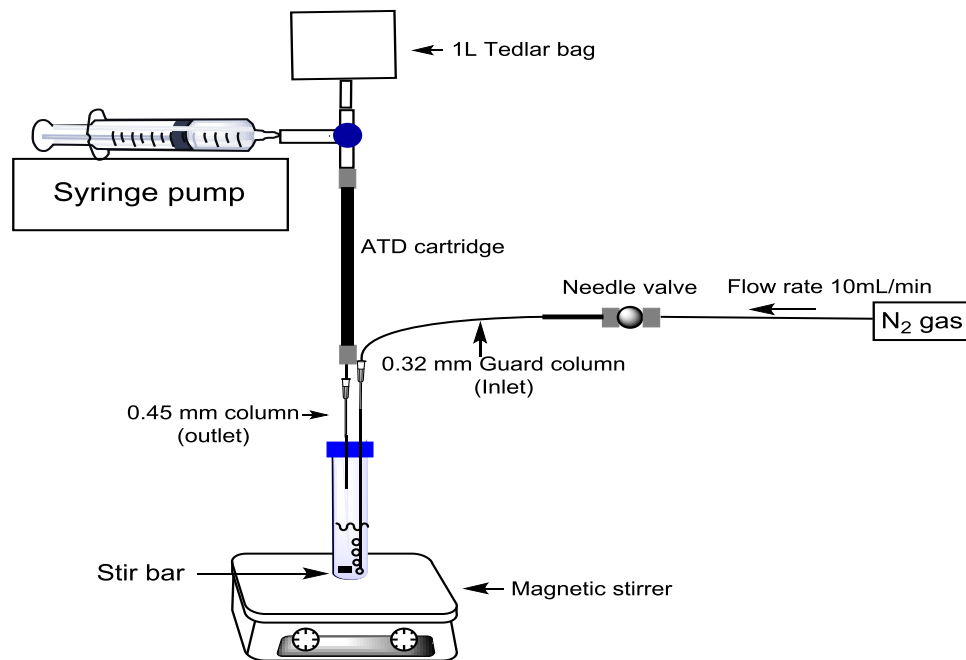 1L Tedlar bag
Syringe pump
ATD cartridge
Needle valve
Flow rate 10mL/min
N₂ gas
0.32 mm Guard column
(Inlet)
0.45 mm column
(outlet)
Stir bar
Magnetic stirrer